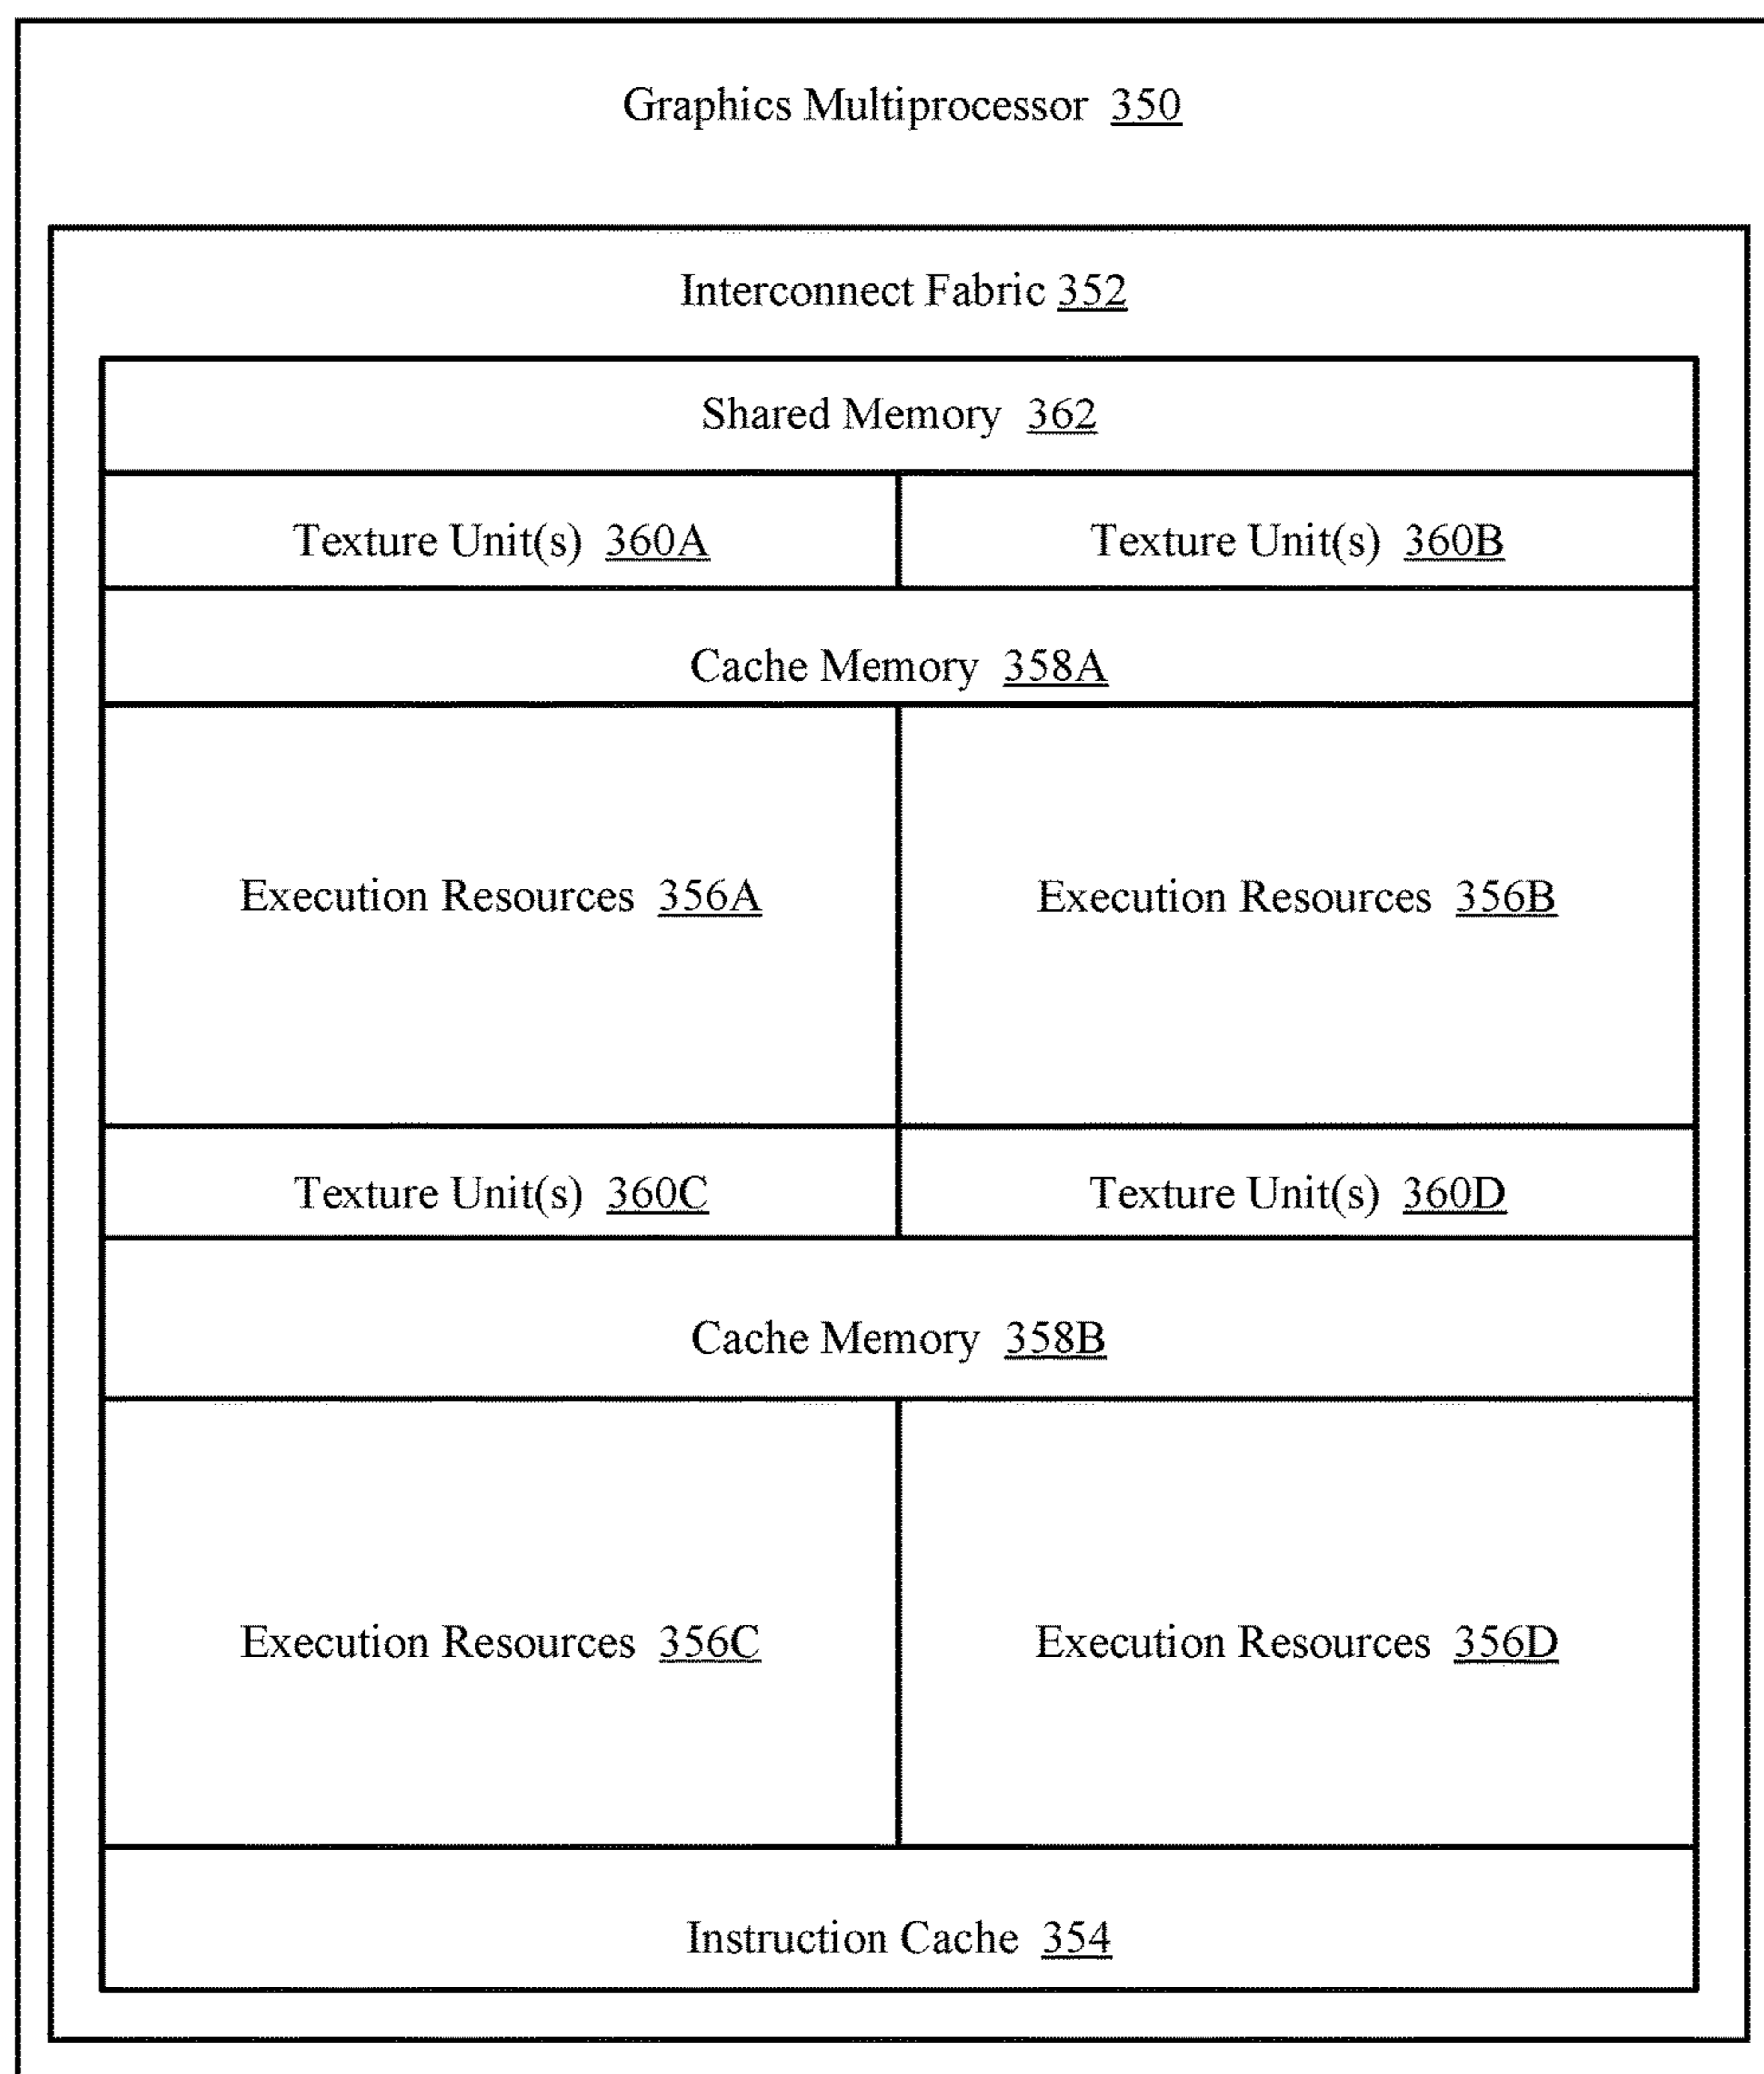 Graphics Multiprocessor 350
Interconnect Fabric 352
Shared Memory 362
Texture Unit(s) 360A
Texture Unit(s) 360B
Cache Memory 358A
Execution Resources 356A
Execution Resources 356B
Texture Unit(s) 360C
Texture Unit(s) 360D
Cache Memory 358B
Execution Resources 356C
Execution Resources 356D
Instruction Cache 354